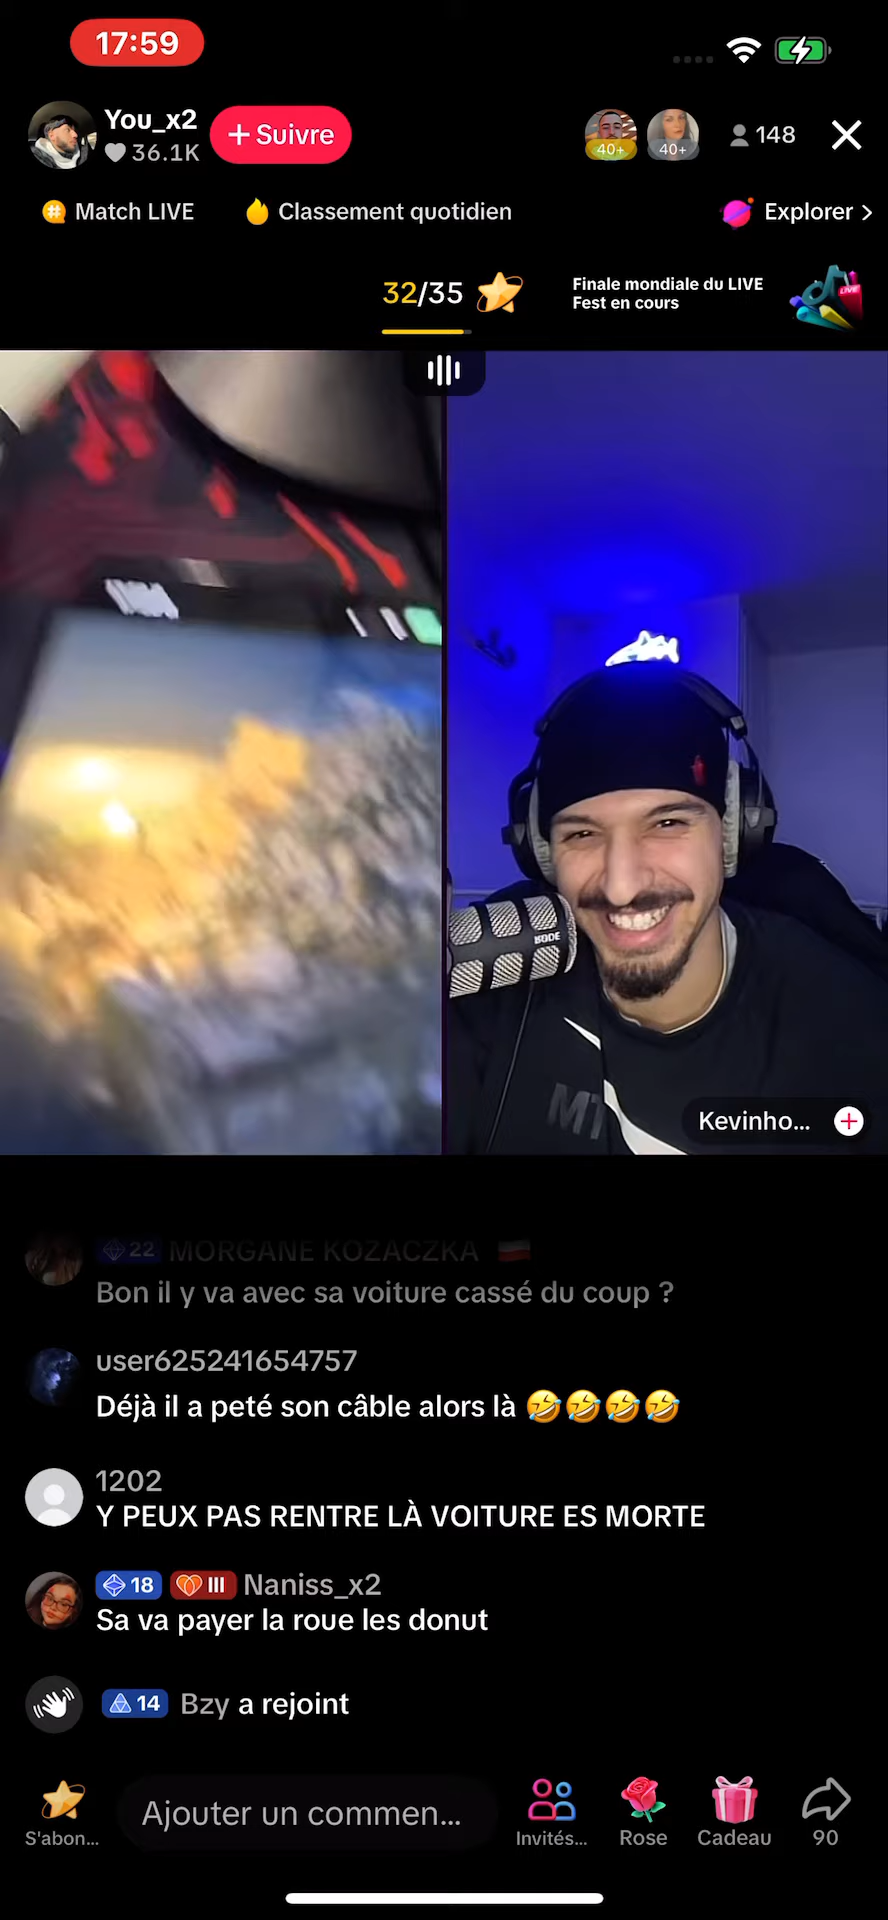 17:59
You_x2
36.1K
+ Suivre
40+
40+
148
Match LIVE
Classement quotidien
Explorer >
32/35
Finale mondiale du LIVE
Fest en cours
LIVE
RODE
Kevinho...
22 MORGANE KOZACZKA
Bon il y va avec sa voiture cassé du coup ?
user625241654757
Déjà il a peté son câble alors là 🤣🤣🤣🤣
1202
Y PEUX PAS RENTRE LÀ VOITURE ES MORTE
18 III Naniss_x2
Sa va payer la roue les donut
14 Bzy a rejoint
S'abon...
Ajouter un commen...
Invités...
Rose
Cadeau
90